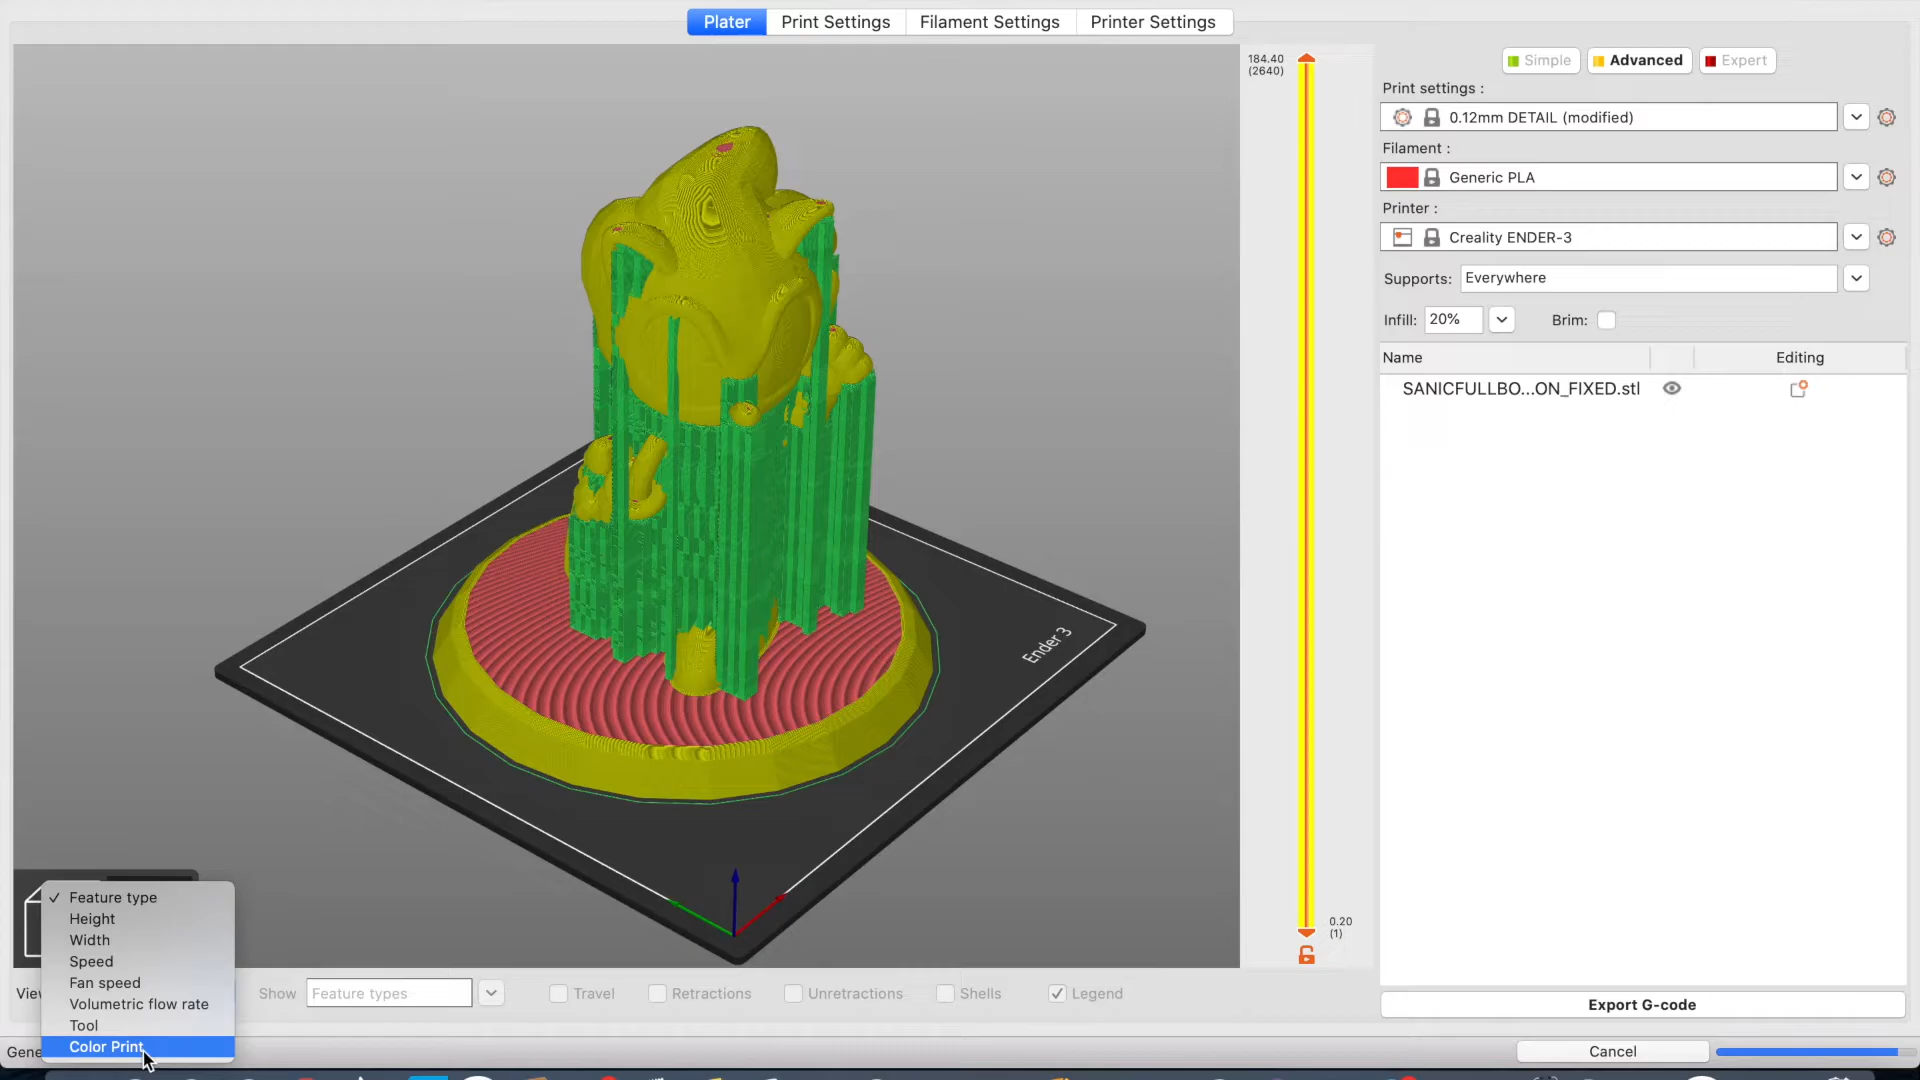 Plater Print Settings Filament Settings Printer Settings
184.40
(2640)
Simple Advanced Expert
Print settings :
0.12mm DETAIL (modified)
Filament :
Generic PLA
Printer :
Creality ENDER-3
Supports: Everywhere
Infill: 20% Brim:
Name Editing
SANICFULLBO...ON_FIXED.stl
Ender 3
0.20
(1)
✓ Feature type
Height
Width
Speed
Fan speed
Volumetric flow rate
Tool
Color Print
Show Feature types Travel Retractions Unretractions Shells Legend
Export G-code
Cancel